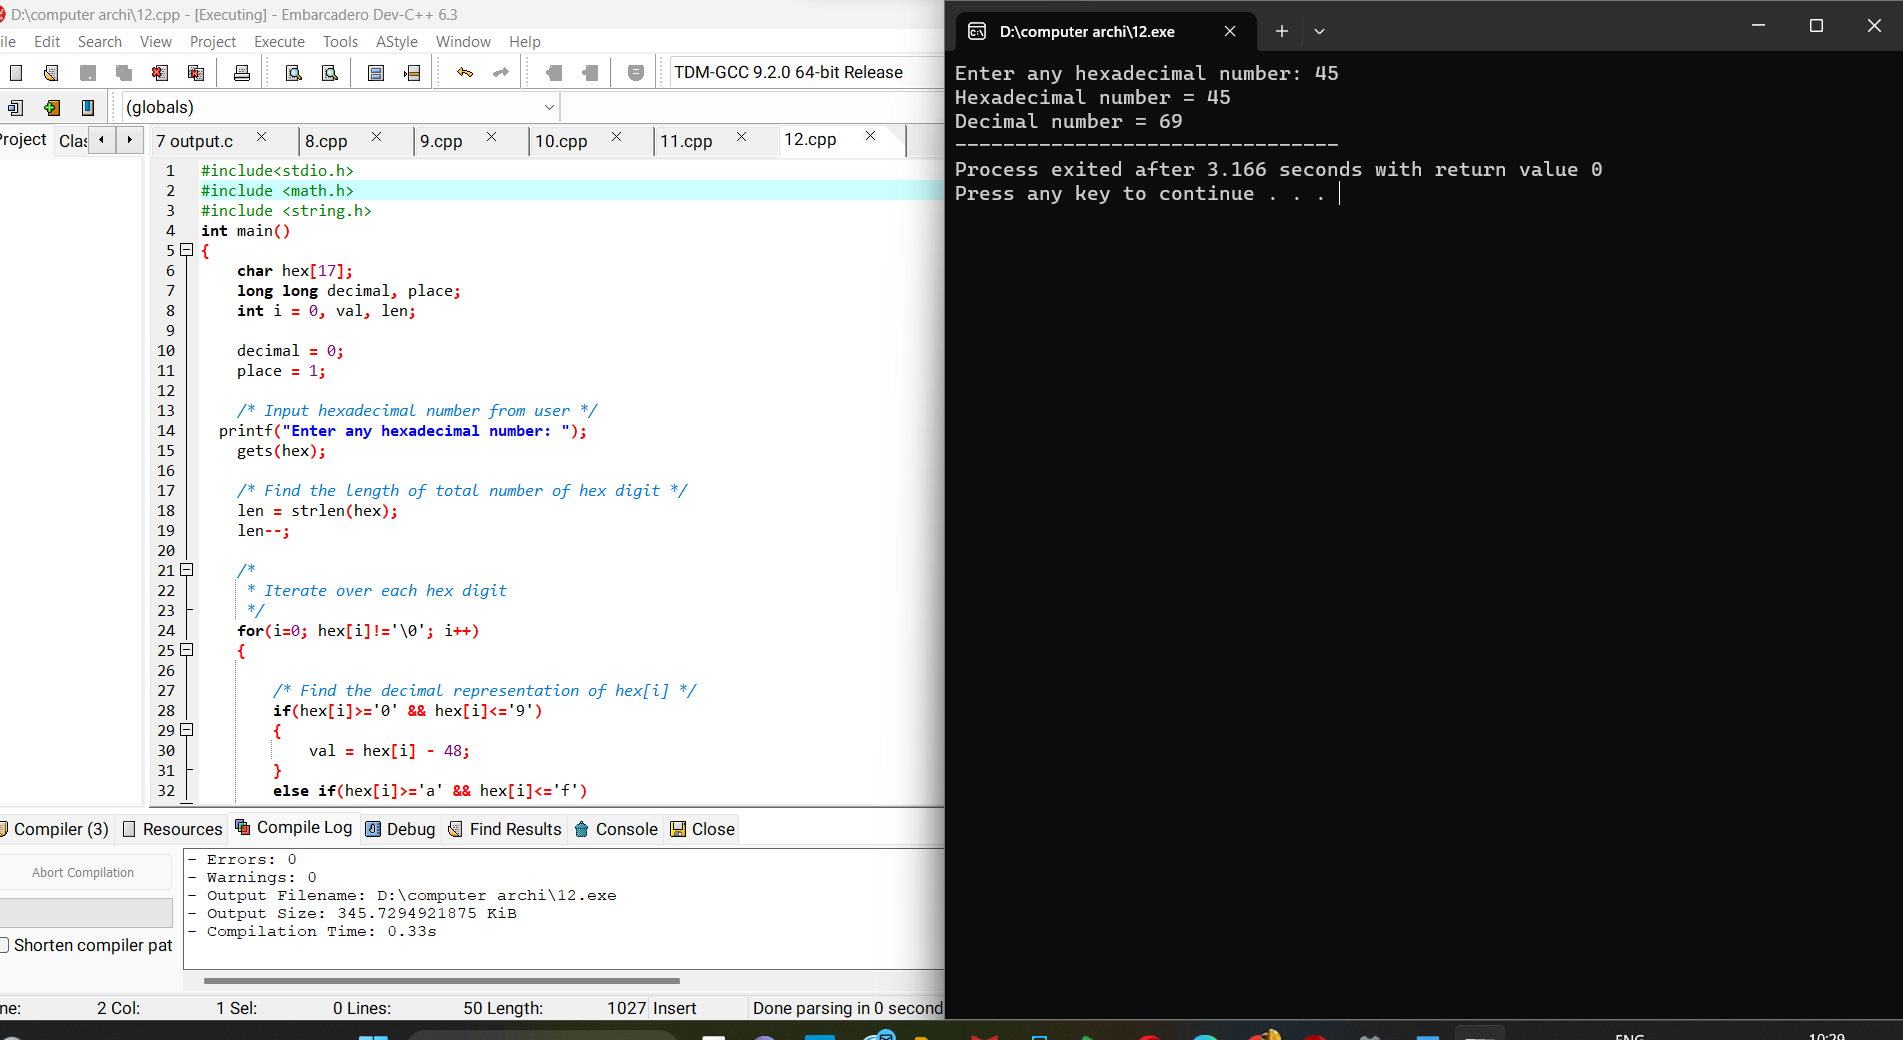 D:\computer archi\12.cpp - [Executing] - Embarcadero Dev-C++ 6.3
ile Edit Search View Project Execute Tools AStyle Window Help
TDM-GCC 9.2.0 64-bit Release
(globals)
roject Clas 7 output.c 8.cpp 9.cpp 10.cpp 11.cpp 12.cpp
1 #include<stdio.h>
2 #include <math.h>
3 #include <string.h>
4 int main()
5 {
6 char hex[17];
7 long long decimal, place;
8 int i = 0, val, len;
9
10 decimal = 0;
11 place = 1;
12
13 /* Input hexadecimal number from user */
14 printf("Enter any hexadecimal number: ");
15 gets(hex);
16
17 /* Find the length of total number of hex digit */
18 len = strlen(hex);
19 len--;
20
21 /*
22 * Iterate over each hex digit
23 */
24 for(i=0; hex[i]!='\0'; i++)
25 {
26
27 /* Find the decimal representation of hex[i] */
28 if(hex[i]>='0' && hex[i]<='9')
29 {
30 val = hex[i] - 48;
31 }
32 else if(hex[i]>='a' && hex[i]<='f')
Compiler (3) Resources Compile Log Debug Find Results Console Close
Abort Compilation
Shorten compiler pat
- Errors: 0
- Warnings: 0
- Output Filename: D:\computer archi\12.exe
- Output Size: 345.7294921875 KiB
- Compilation Time: 0.33s
ne: 2 Col: 1 Sel: 0 Lines: 50 Length: 1027 Insert Done parsing in 0 second
D:\computer archi\12.exe
Enter any hexadecimal number: 45
Hexadecimal number = 45
Decimal number = 69
--------------------------------
Process exited after 3.166 seconds with return value 0
Press any key to continue . . .
ENG
10:29